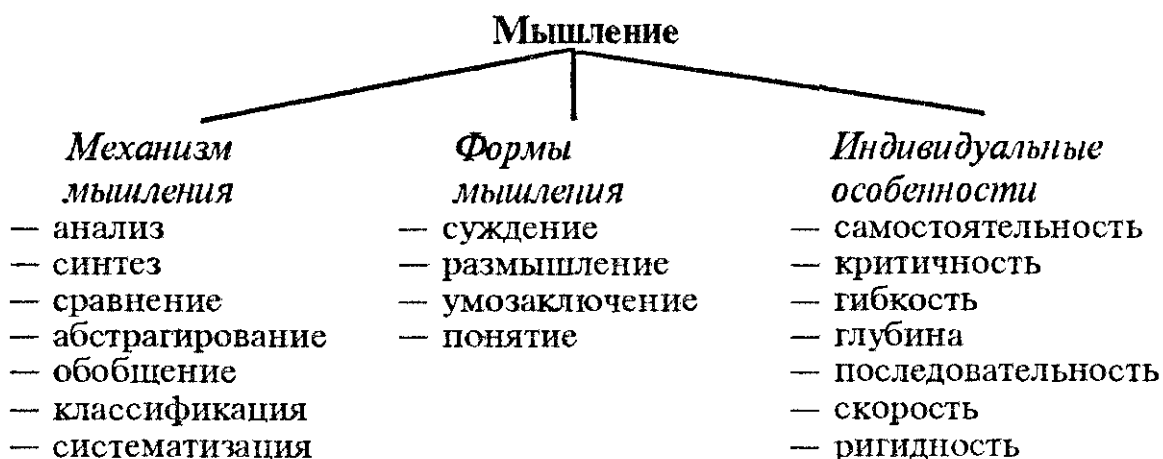 Мышление
Механизм
мышления
— анализ
— синтез
— сравнение
— абстрагирование
— обобщение
— классификация
— систематизация
Формы
мышления
— суждение
— размышление
— умозаключение
— понятие
Индивидуальные
особенности
— самостоятельность
— критичность
— гибкость
— глубина
— последовательность
— скорость
— ригидность